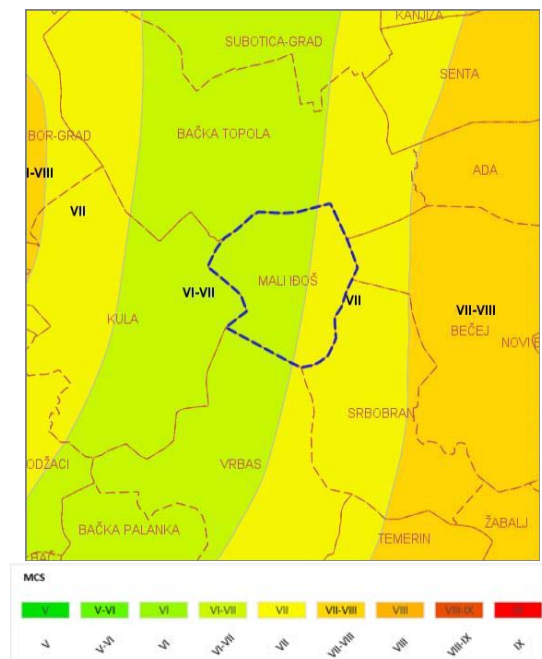 KANJIŽA
SUBOTICA-GRAD
SENTA
BOR-GRAD
BAČKA TOPOLA
I-VIII
ADA
VII
MALI IĐOŠ
VI-VII
VII
VII-VIII
KULA
BEČEJ
NOVI B
SRBOBRAN
ODŽACI
VRBAS
BAČKA PALANKA
ŽABALJ
TEMERIN
BAČ
MCS
V V-VI VI VI-VII VII VII-VIII VIII VIII-IX IX
V V-VI VI VI-VII VII VII-VIII VIII VIII-IX IX